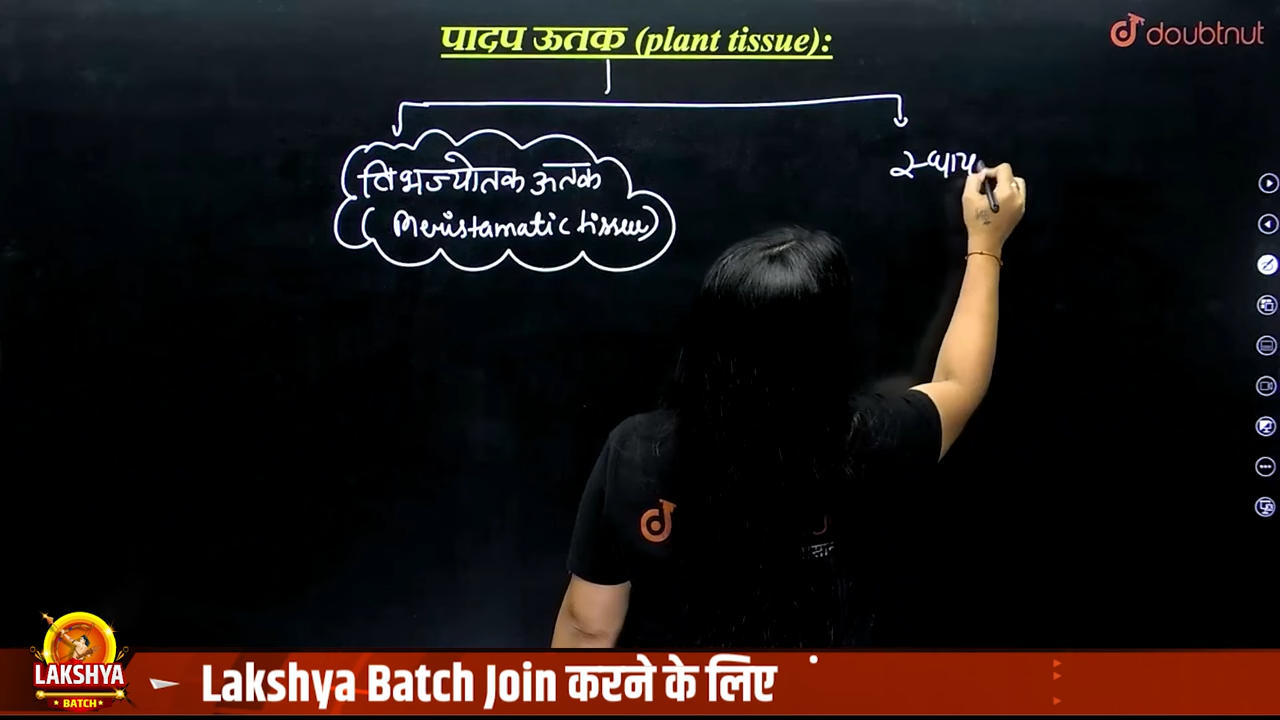 पादप ऊतक (plant tissue):
doubtnut
विभज्योतक ऊतक
(Meristamatic tissue)
स्थाय
LAKSHYA
BATCH
Lakshya Batch Join करने के लिए